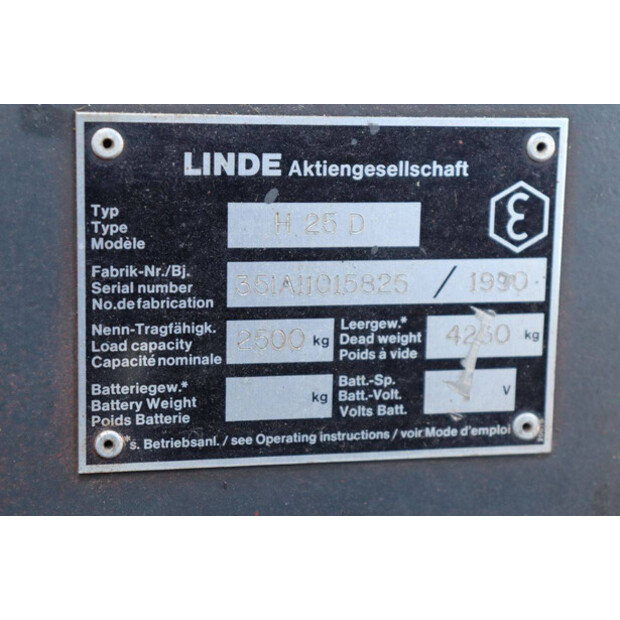 LINDE Aktiengesellschaft
Typ
Type
Modèle
H 25 D
Fabrik-Nr./Bj.
Serial number
No.de fabrication
351A11015825 / 1990
Nenn-Tragfähigk.
Load capacity
Capacité nominale
2500 kg
Leergew.*
Dead weight
Poids à vide
kg
Batteriegew.*
Battery Weight
Poids Batterie
kg
Batt.-Sp.
Batt.-Volt.
Volts Batt.
V
*s. Betriebsanl. / see Operating instructions / voir Mode d'emploi